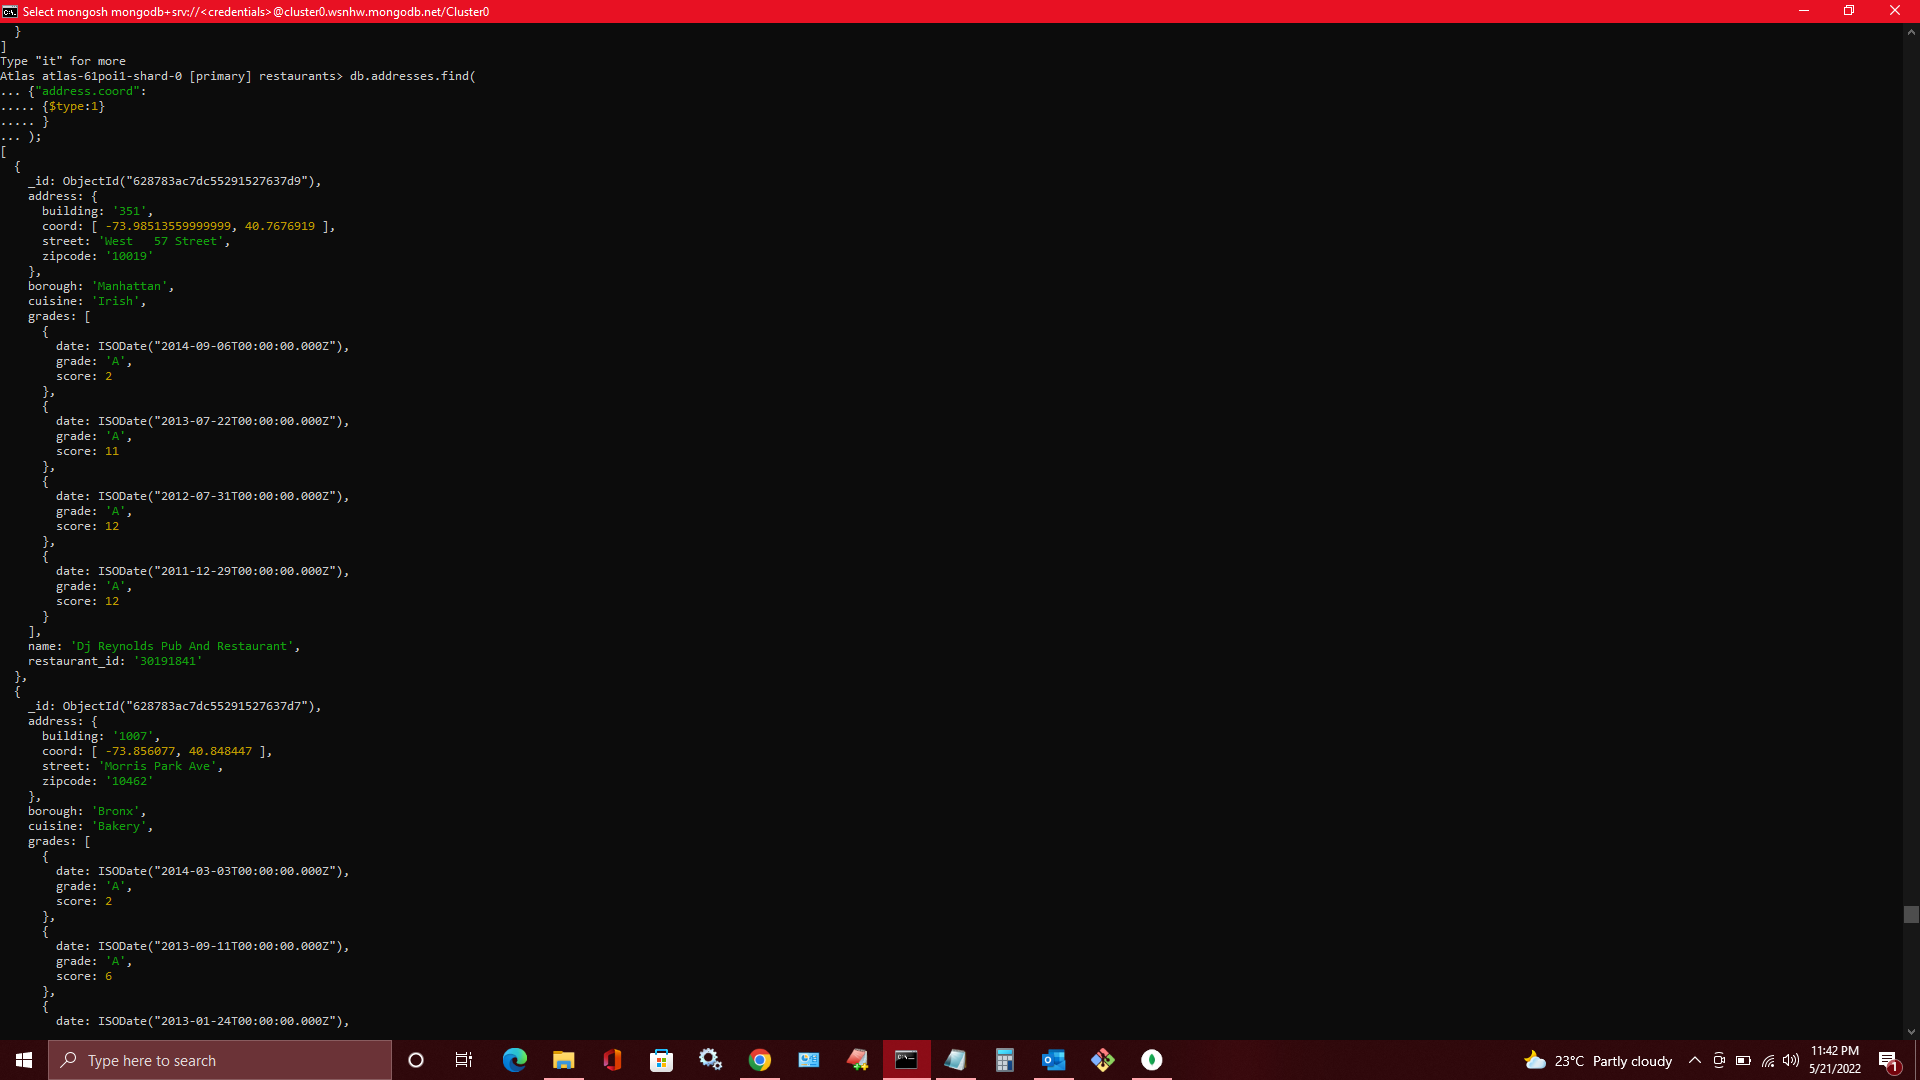 Select mongosh mongodb+srv://<credentials>@cluster0.wsnhw.mongodb.net/Cluster0
  }
]
Type "it" for more
Atlas atlas-61poi1-shard-0 [primary] restaurants> db.addresses.find(
... {"address.coord":
..... {$type:1}
..... }
... );
[
  {
    _id: ObjectId("628783ac7dc55291527637d9"),
    address: {
      building: '351',
      coord: [ -73.98513559999999, 40.7676919 ],
      street: 'West   57 Street',
      zipcode: '10019'
    },
    borough: 'Manhattan',
    cuisine: 'Irish',
    grades: [
      {
        date: ISODate("2014-09-06T00:00:00.000Z"),
        grade: 'A',
        score: 2
      },
      {
        date: ISODate("2013-07-22T00:00:00.000Z"),
        grade: 'A',
        score: 11
      },
      {
        date: ISODate("2012-07-31T00:00:00.000Z"),
        grade: 'A',
        score: 12
      },
      {
        date: ISODate("2011-12-29T00:00:00.000Z"),
        grade: 'A',
        score: 12
      }
    ],
    name: 'Dj Reynolds Pub And Restaurant',
    restaurant_id: '30191841'
  },
  {
    _id: ObjectId("628783ac7dc55291527637d7"),
    address: {
      building: '1007',
      coord: [ -73.856077, 40.848447 ],
      street: 'Morris Park Ave',
      zipcode: '10462'
    },
    borough: 'Bronx',
    cuisine: 'Bakery',
    grades: [
      {
        date: ISODate("2014-03-03T00:00:00.000Z"),
        grade: 'A',
        score: 2
      },
      {
        date: ISODate("2013-09-11T00:00:00.000Z"),
        grade: 'A',
        score: 6
      },
      {
        date: ISODate("2013-01-24T00:00:00.000Z"),
Type here to search
23°C Partly cloudy
11:42 PM
5/21/2022
1